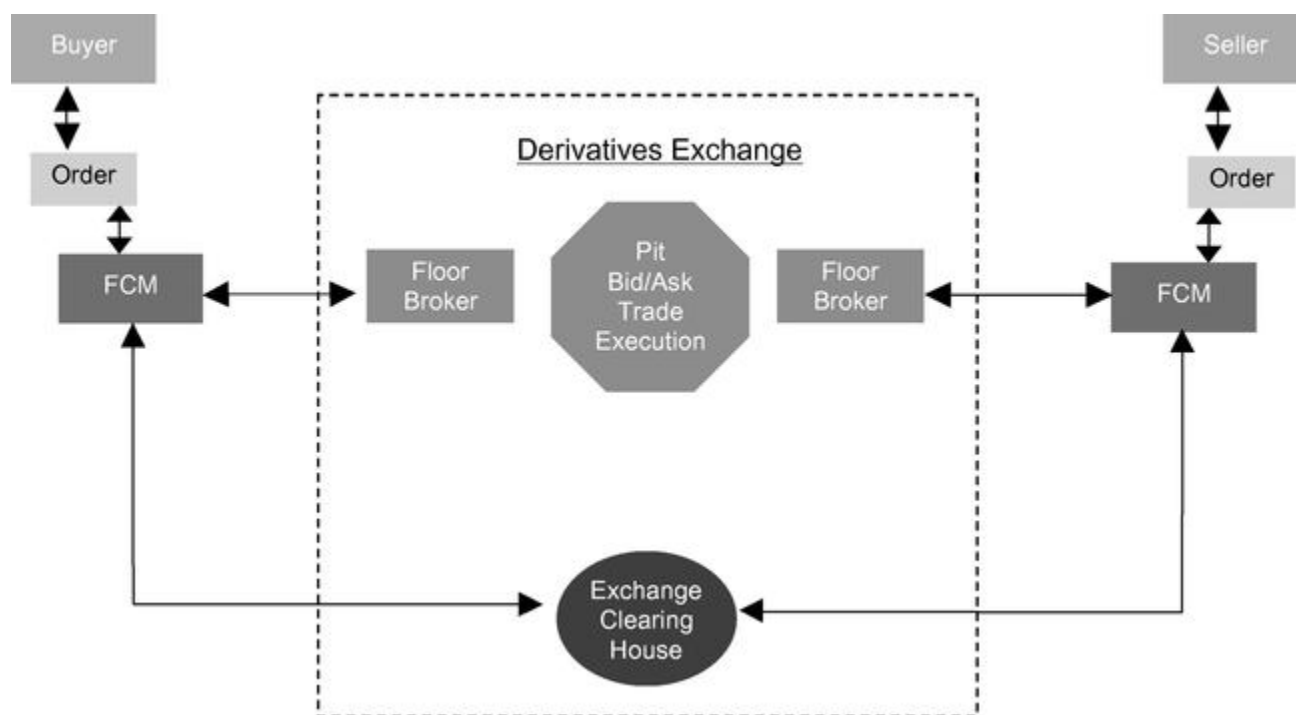 Buyer
Seller
Order
Derivatives Exchange
Order
FCM
Floor
Broker
Pit
Bid/Ask
Trade
Execution
Floor
Broker
FCM
Exchange
Clearing
House